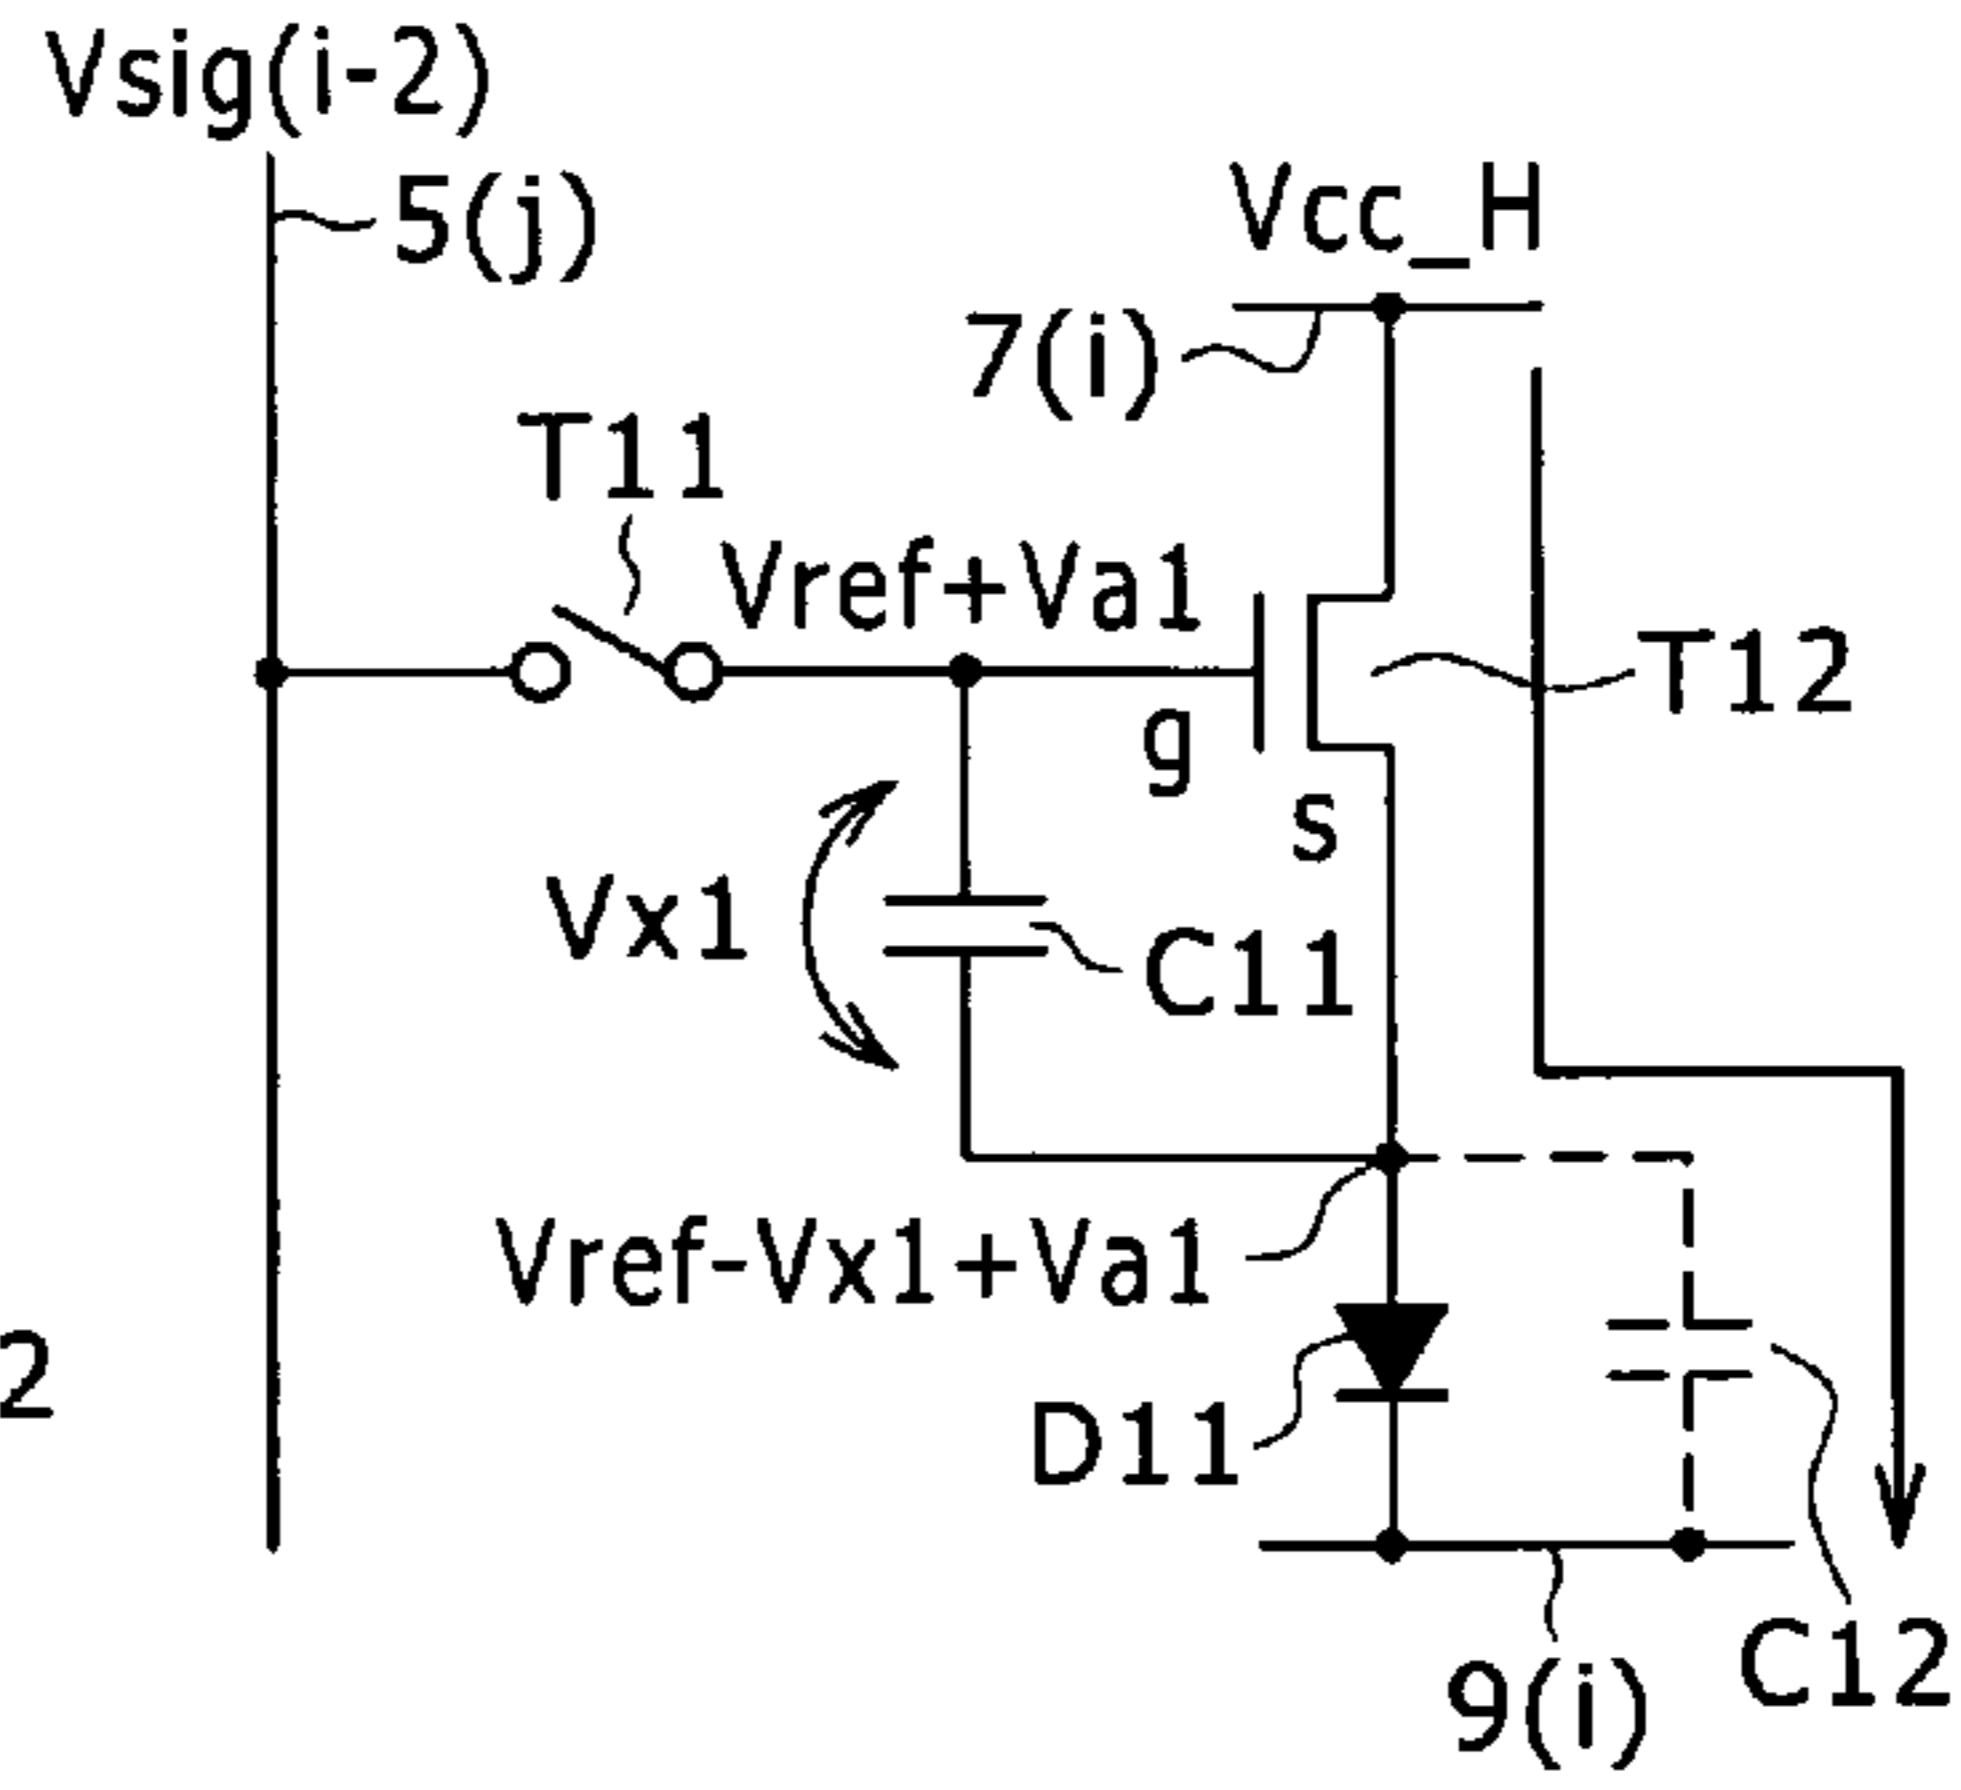 Vsig(i-2)
5(j)
Vcc_H
7(i)
T11
Vref+Va1
T12
g
s
Vx1
C11
Vref-Vx1+Va1
2
D11
C12
9(i)